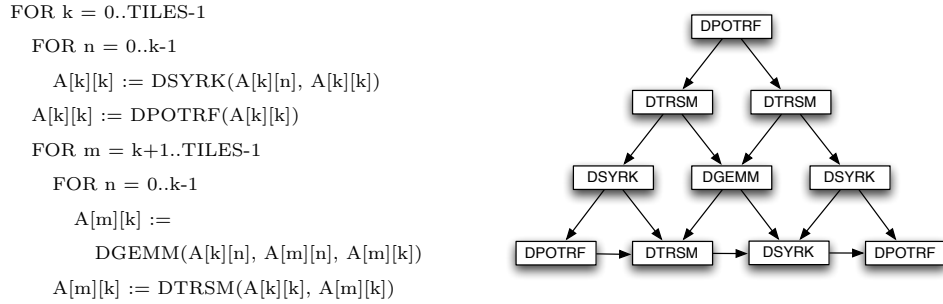 FOR k = 0..TILES-1
FOR n = 0..k-1
A[k][k] := DSYRK(A[k][n], A[k][k])
A[k][k] := DPOTRF(A[k][k])
FOR m = k+1..TILES-1
FOR n = 0..k-1
A[m][k] :=
DGEMM(A[k][n], A[m][n], A[m][k])
A[m][k] := DTRSM(A[k][k], A[m][k])
DPOTRF
DTRSM DTRSM
DSYRK DGEMM DSYRK
DPOTRF DTRSM DSYRK DPOTRF